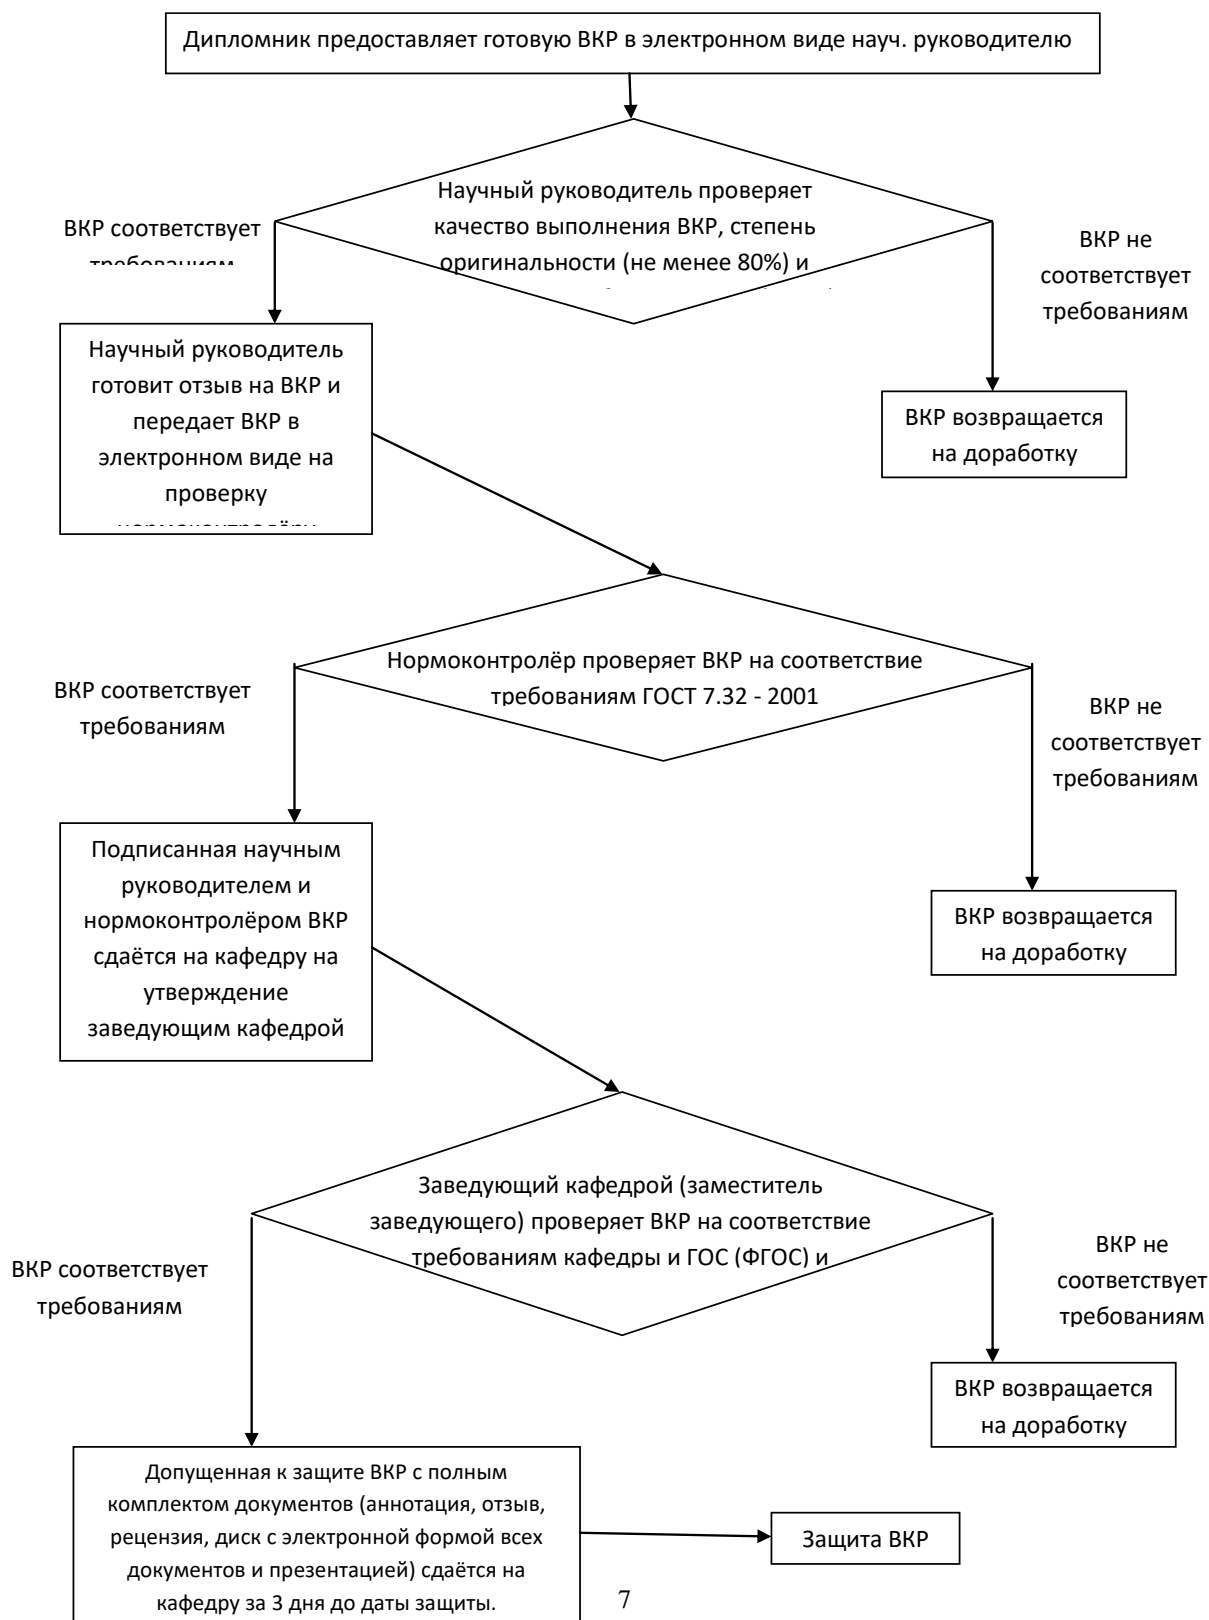 Дипломник предоставляет готовую ВКР в электронном виде науч. руководителю
Научный руководитель проверяет
качество выполнения ВКР, степень
оригинальности (не менее 80%) и
ВКР соответствует
требованиям
ВКР не
соответствует
требованиям
Научный руководитель
готовит отзыв на ВКР и
передает ВКР в
электронном виде на
проверку
нормоконтролёру
ВКР возвращается
на доработку
Нормоконтролёр проверяет ВКР на соответствие
требованиям ГОСТ 7.32 - 2001
ВКР соответствует
требованиям
ВКР не
соответствует
требованиям
Подписанная научным
руководителем и
нормоконтролёром ВКР
сдаётся на кафедру на
утверждение
заведующим кафедрой
ВКР возвращается
на доработку
Заведующий кафедрой (заместитель
заведующего) проверяет ВКР на соответствие
требованиям кафедры и ГОС (ФГОС) и
ВКР соответствует
требованиям
ВКР не
соответствует
требованиям
ВКР возвращается
на доработку
Допущенная к защите ВКР с полным
комплектом документов (аннотация, отзыв,
рецензия, диск с электронной формой всех
документов и презентацией) сдаётся на
кафедру за 3 дня до даты защиты.
Защита ВКР
7